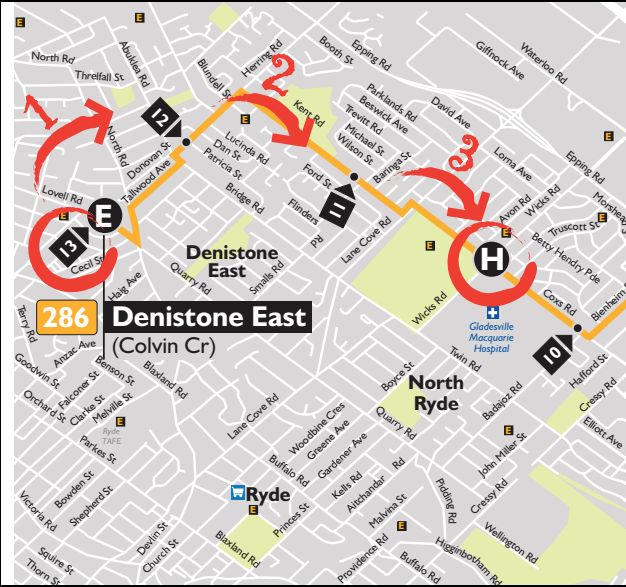 E
E
North Rd
Abuklea Rd
Threlfall St
Blundell St
Herring Rd
Booth St
Epping Rd
Giffnock Ave
Waterloo Rd
E
1
2
3
12
E
Kent Rd
Parklands Rd
Beswick Ave
Trevitt Rd
Michael St
Wilson St
David Ave
North Rd
Donovan St
Tallwood Ave
Lucinda Rd
Dan St
Patricia St
Ford St
Baringa St
Lorna Ave
E
Epping Rd
Lovell Rd
E
E
13
Cecil St
Bridge Rd
Flinders Rd
11
Lane Cove Rd
E
Avon Rd
Wicks Rd
E
Truscott St
Morshead
E
Betty Hendry Pde
H
Denistone
East
Quarry Rd
Smalls Rd
Haig Ave
Wicks Rd
Coxs Rd
Blenheim
Terry Rd
286 Denistone East
(Colvin Cr)
Gladesville
Macquarie
Hospital
10
Anzac Ave
Goodwin St
Benson St
Blaxland Rd
Falconer St
Orchard St
Clarke St
Melville St
E
Ryde
TAFE
Parkes St
Bowden St
Shepherd St
Victoria Rd
Squire St
Thorn St
Devlin St
Church St
Boyce St
Twin Rd
North
Ryde
Badajoz Rd
Hafford St
Cressy Rd
Elliott Ave
Lane Cove Rd
Woodbine Cres
Greene Ave
Gardener Ave
Quarry Rd
E
John Miller St
Buffalo Rd
Kells Rd
Aitchandar Rd
Malvina St
Pidding Rd
Cressy Rd
Ryde
E
Princes St
Blaxland Rd
E
Providence Rd
Buffalo Rd
Higginbotham Rd
Wellington Rd